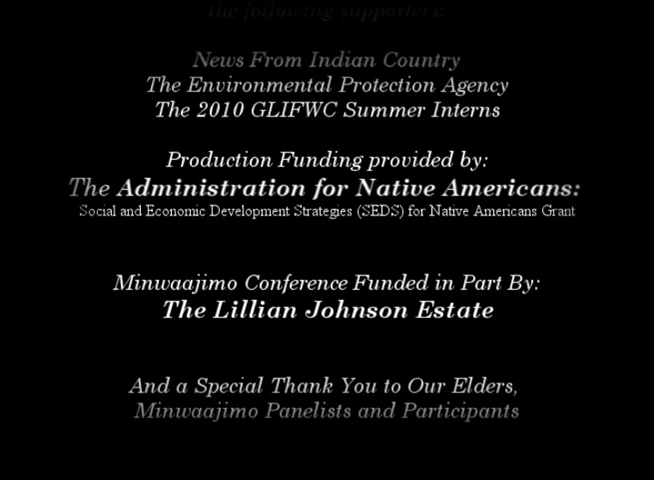 the following supporters:
News From Indian Country
The Environmental Protection Agency
The 2010 GLIFWC Summer Interns
Production Funding provided by:
The Administration for Native Americans:
Social and Economic Development Strategies (SEDS) for Native Americans Grant
Minwaajimo Conference Funded in Part By:
The Lillian Johnson Estate
And a Special Thank You to Our Elders,
Minwaajimo Panelists and Participants